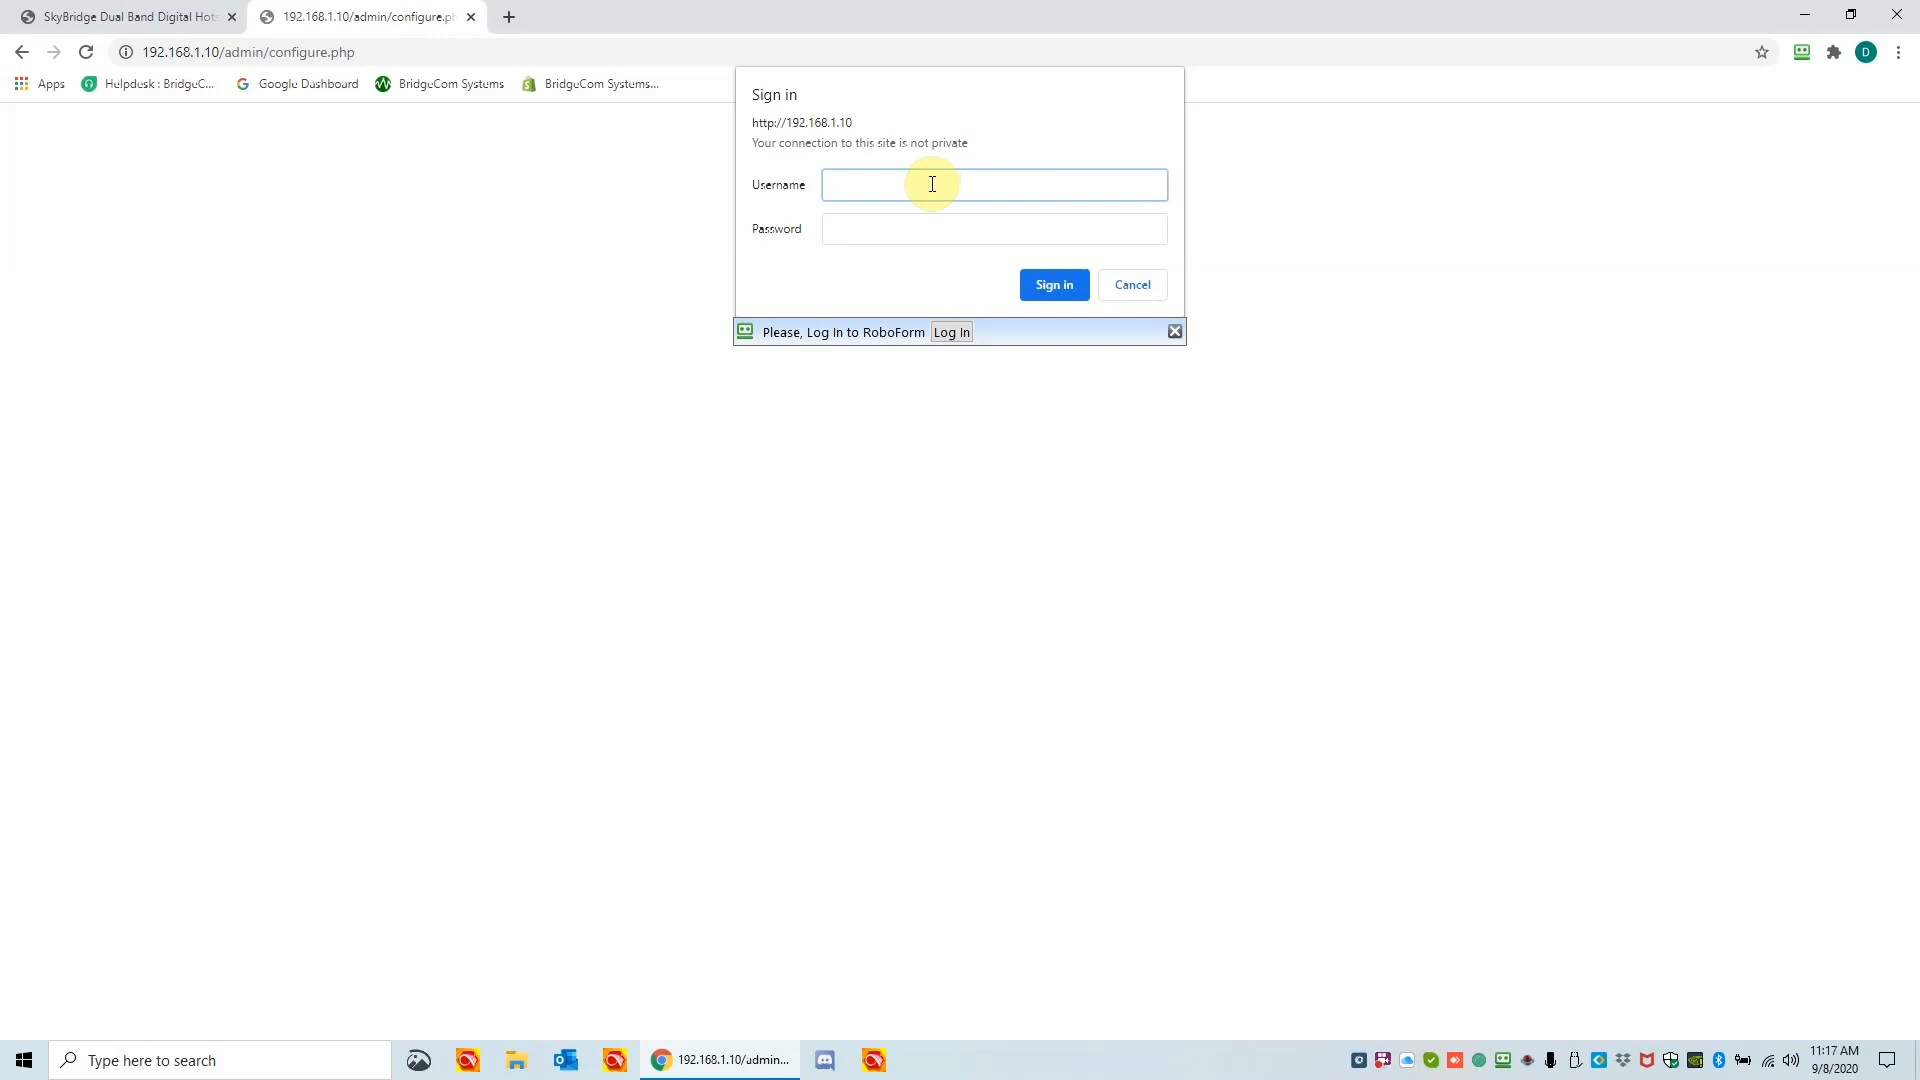 SkyBridge Dual Band Digital Hots
192.168.1.10/admin/configure.ph
192.168.1.10/admin/configure.php
D
Apps
Helpdesk : BridgeC...
Google Dashboard
BridgeCom Systems
BridgeCom Systems...
Sign in
http://192.168.1.10
Your connection to this site is not private
Username
Password
Sign in
Cancel
Please, Log In to RoboForm
Log In
Type here to search
192.168.1.10/admin...
11:17 AM
9/8/2020